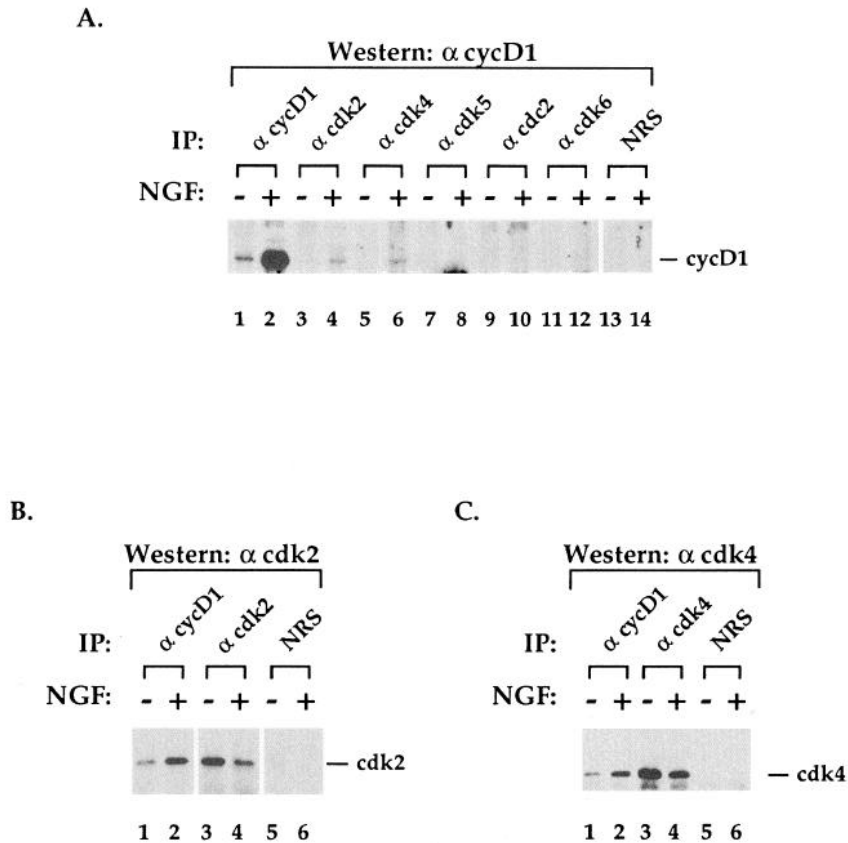 A.
Western: α cycD1
IP: α cycD1 α cdk2 α cdk4 α cdk5 α cdc2 α cdk6 NRS
NGF: - + - + - + - + - + - + - +
— cycD1
1 2 3 4 5 6 7 8 9 10 11 12 13 14
B.
Western: α cdk2
IP: α cycD1 α cdk2 NRS
NGF: - + - + - +
— cdk2
1 2 3 4 5 6
C.
Western: α cdk4
IP: α cycD1 α cdk4 NRS
NGF: - + - + - +
— cdk4
1 2 3 4 5 6